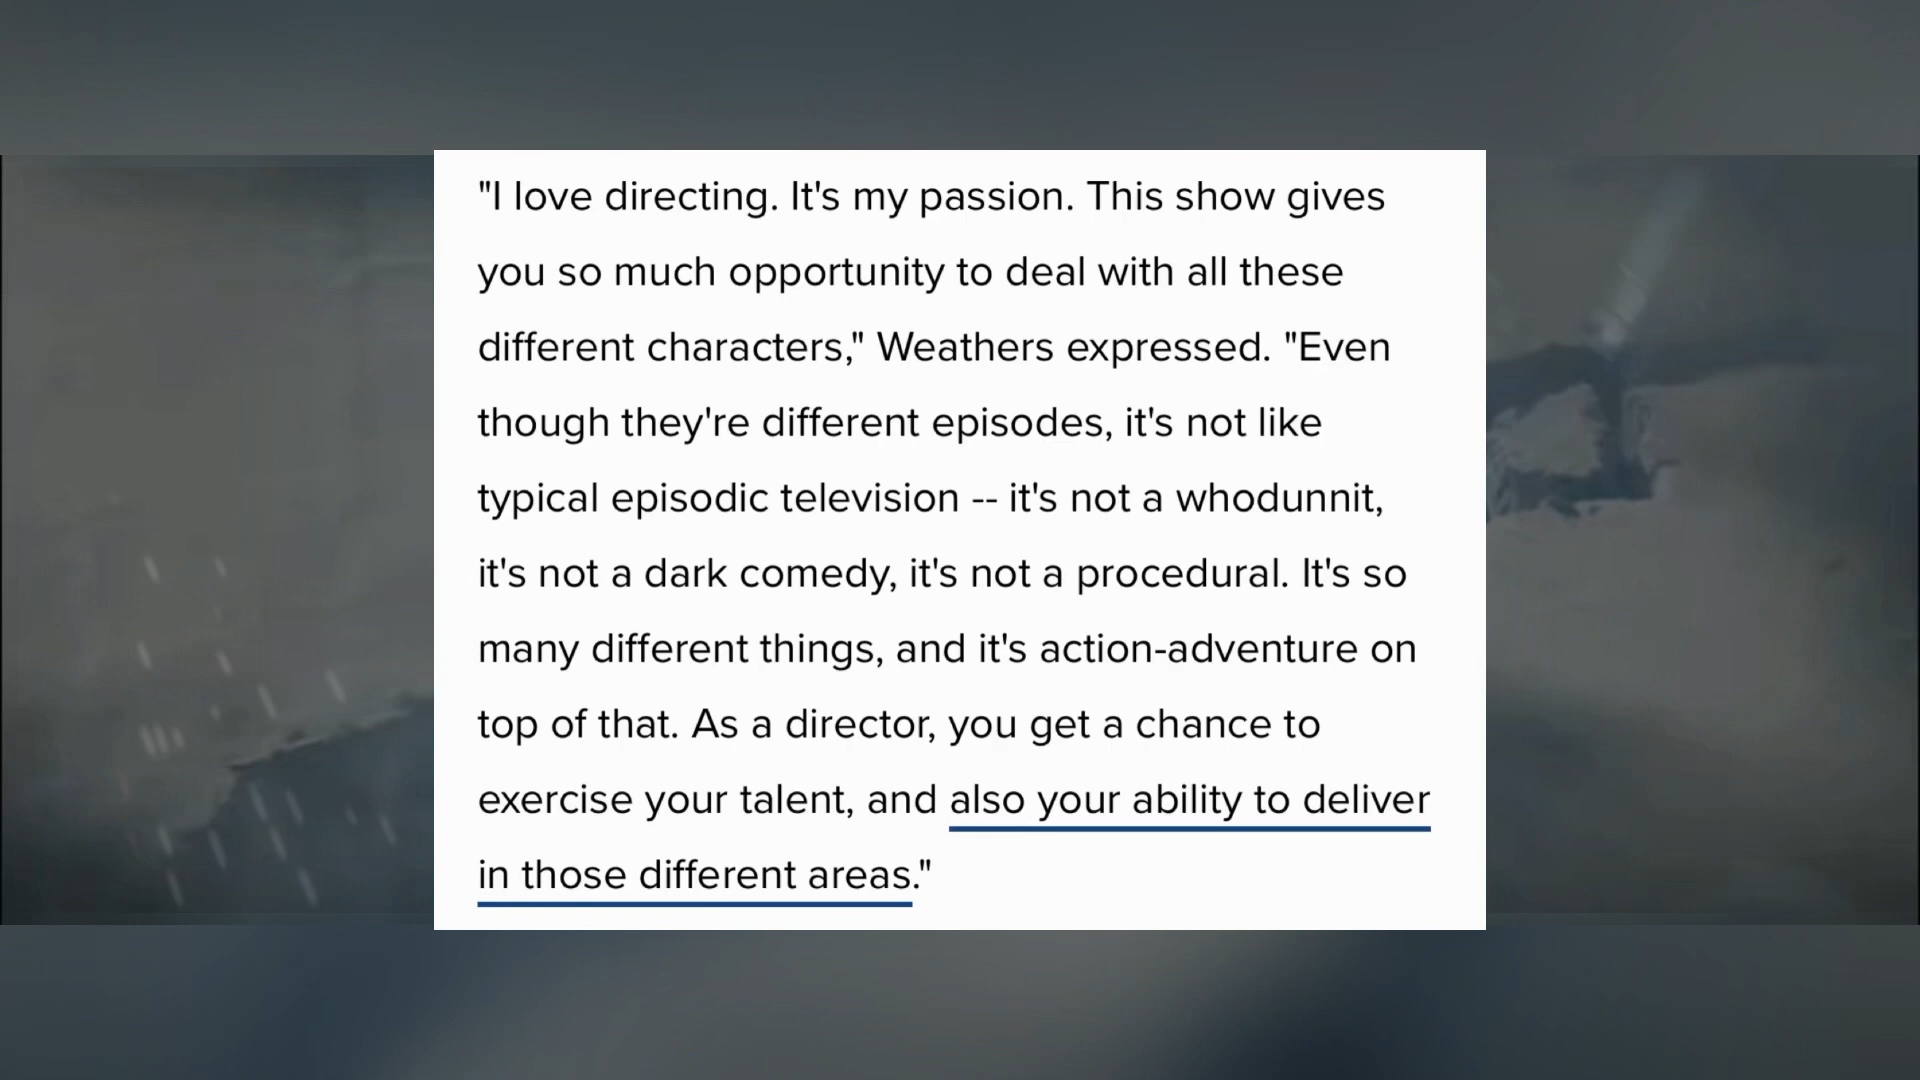 "I love directing. It's my passion. This show gives
you so much opportunity to deal with all these
different characters," Weathers expressed. "Even
though they're different episodes, it's not like
typical episodic television -- it's not a whodunnit,
it's not a dark comedy, it's not a procedural. It's so
many different things, and it's action-adventure on
top of that. As a director, you get a chance to
exercise your talent, and also your ability to deliver
in those different areas."